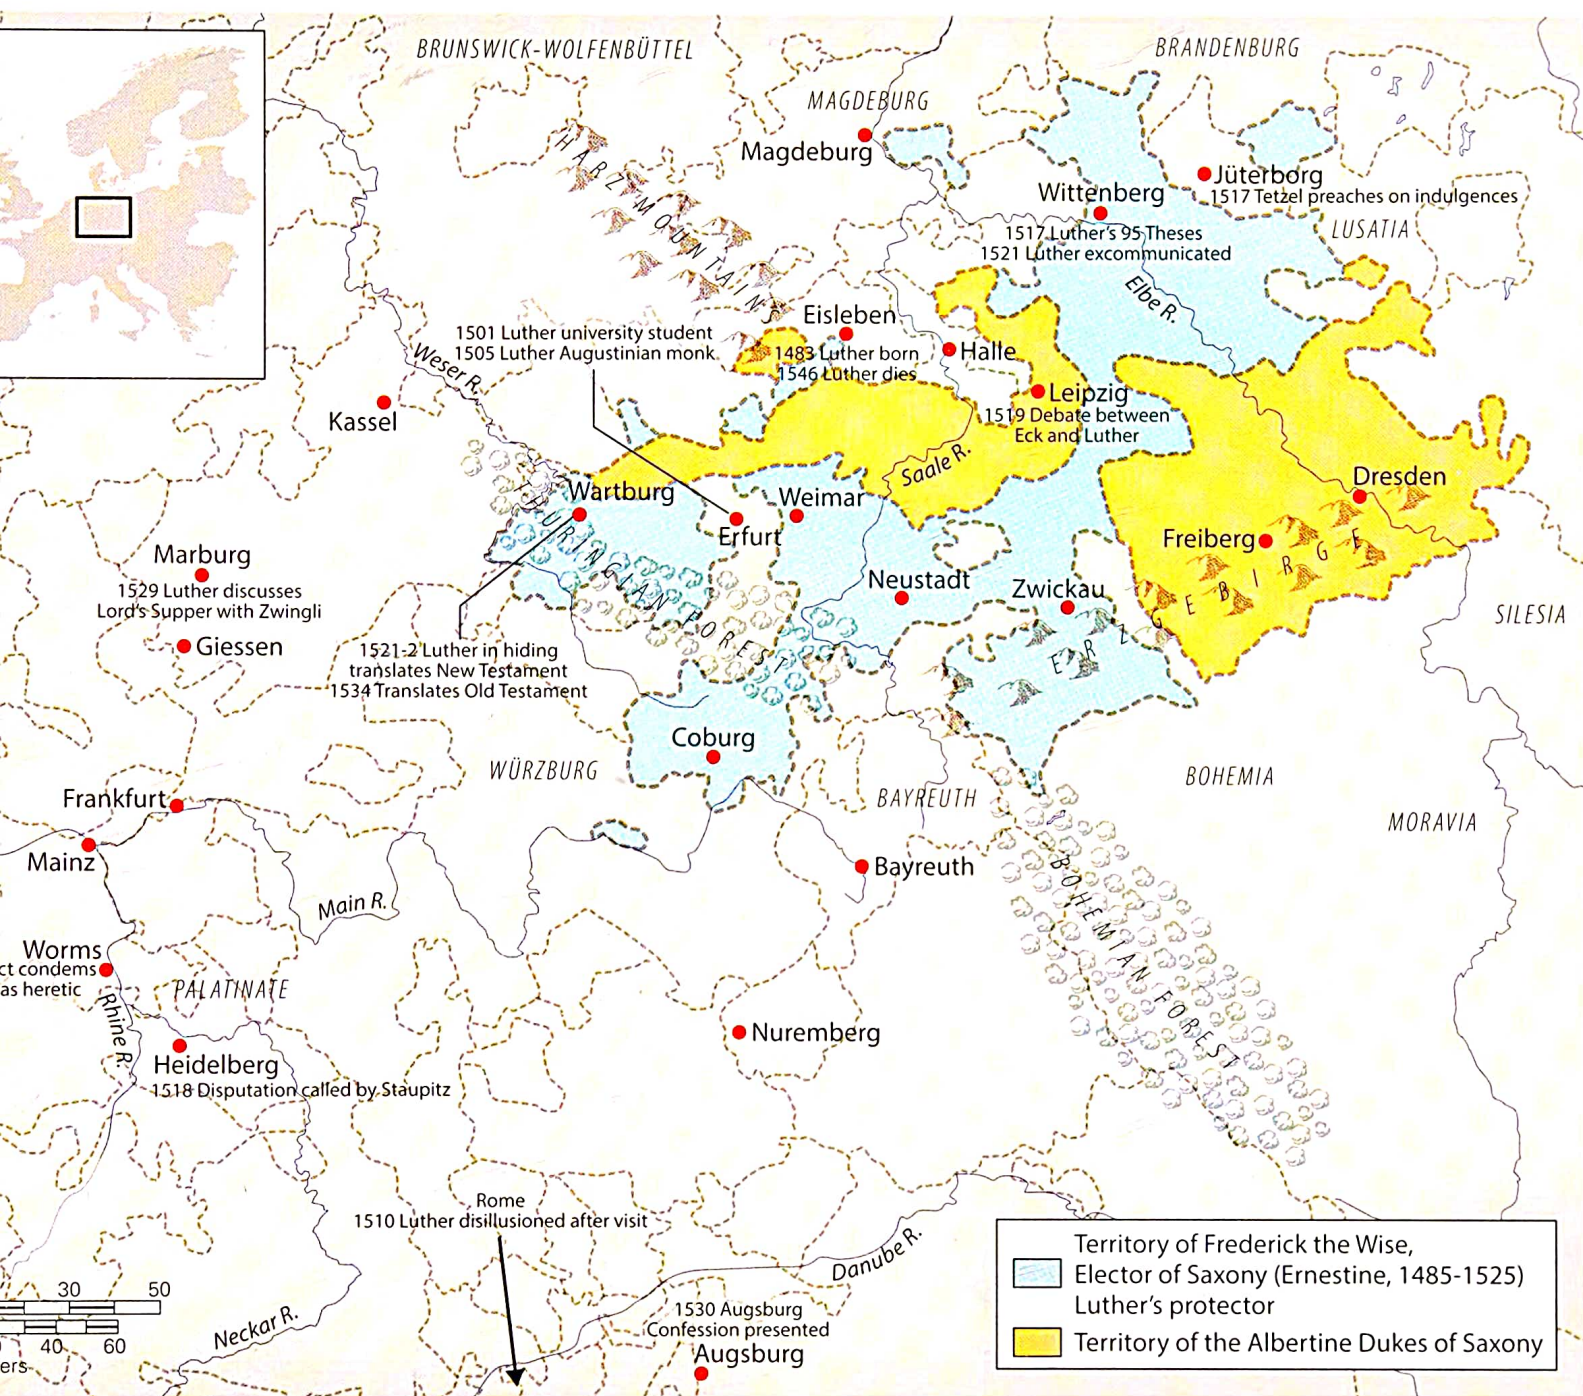 BRUNSWICK-WOLFENBÜTTEL
BRANDENBURG
MAGDEBURG
Magdeburg
HARZ MOUNTAINS
Jüterborg
1517 Tetzel preaches on indulgences
Wittenberg
1517 Luther's 95 Theses
1521 Luther excommunicated
LUSATIA
Elbe R.
Eisleben
1483 Luther born
1546 Luther dies
1501 Luther university student
1505 Luther Augustinian monk
Halle
Weser R.
Kassel
Leipzig
1519 Debate between
Eck and Luther
Saale R.
Dresden
Wartburg
Weimar
Erfurt
Freiberg
THURINGIAN FOREST
Marburg
1529 Luther discusses
Lord's Supper with Zwingli
Giessen
Neustadt
Zwickau
ERZGEBIRGE
SILESIA
1521-2 Luther in hiding
translates New Testament
1534 Translates Old Testament
Coburg
WÜRZBURG
BAYREUTH
BOHEMIA
MORAVIA
Frankfurt
Mainz
Bayreuth
Main R.
BOHEMIAN FOREST
Worms
ct condems
as heretic
PALATINATE
Rhine R.
Nuremberg
Heidelberg
1518 Disputation called by Staupitz
Rome
1510 Luther disillusioned after visit
Danube R.
Neckar R.
1530 Augsburg
Confession presented
Augsburg
30 50
0 40 60
ers
Territory of Frederick the Wise,
Elector of Saxony (Ernestine, 1485-1525)
Luther's protector
Territory of the Albertine Dukes of Saxony